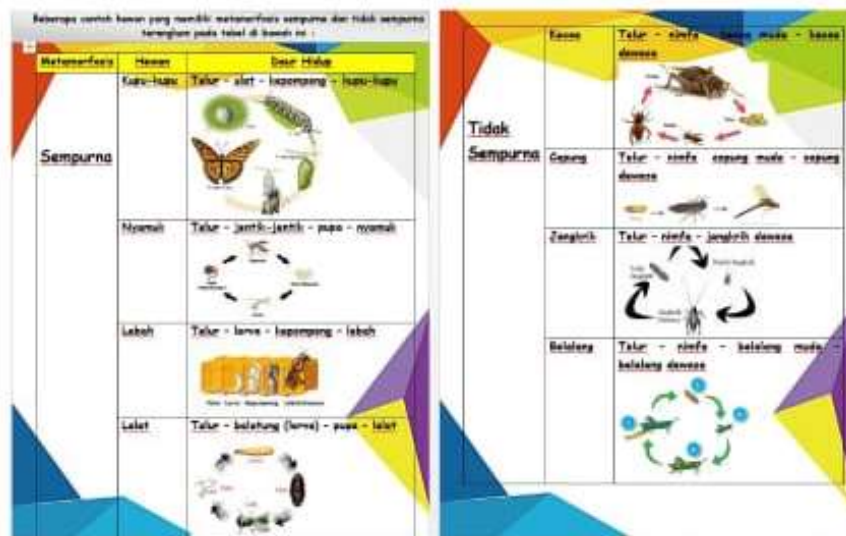 Beberapa contoh hewan yang memiliki metamorfosis sempurna dan tidak sempurna
terangkum pada tabel di bawah ini :
Metamorfosis Hewan Daur Hidup
Sempurna
Kupu-kupu
Telur - ulat - kepompong - kupu-kupu
Nyamuk
Telur - jentik-jentik - pupa - nyamuk
Lebah
Telur - larva - kepompong - lebah
Lalat
Telur - belatung (larva) - pupa - lalat
Tidak
Sempurna
Kecoa
Telur - nimfa - kecoa muda - kecoa
dewasa
Capung
Telur - nimfa capung muda - capung
dewasa
Jangkrik
Telur - nimfa - jangkrik dewasa
Belalang
Telur - nimfa - belalang muda -
belalang dewasa